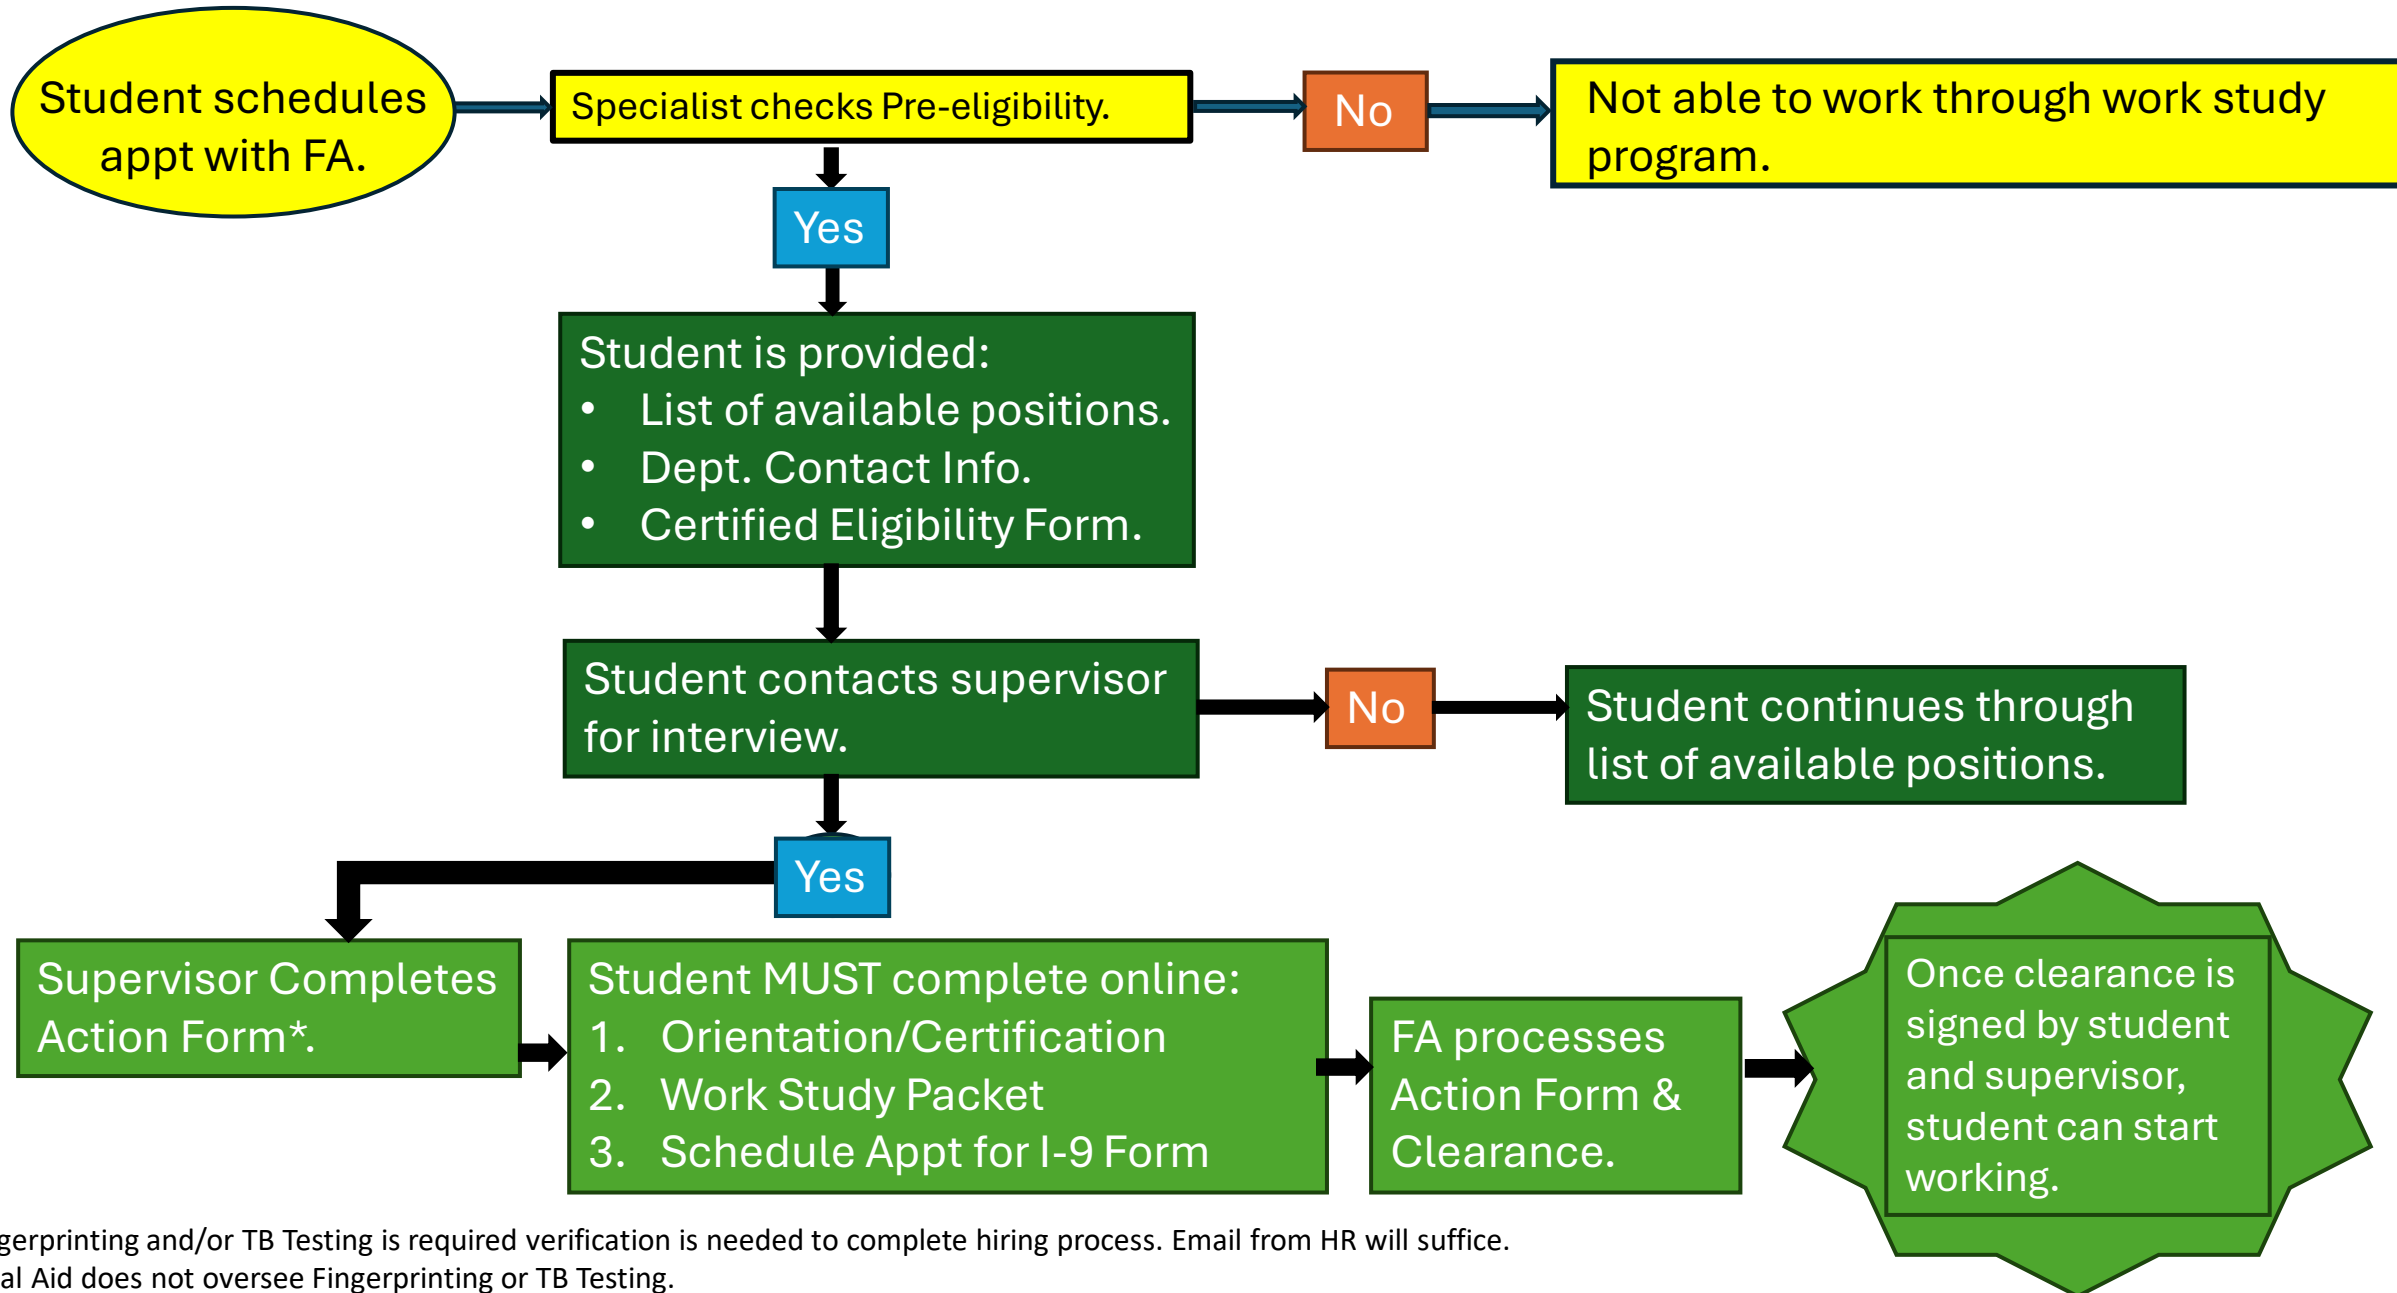 Student schedules
appt with FA.
Specialist checks Pre-eligibility.
No
Not able to work through work study
program.
Yes
Student is provided:
• List of available positions.
• Dept. Contact Info.
• Certified Eligibility Form.
Student contacts supervisor
for interview.
No
Student continues through
list of available positions.
Yes
Supervisor Completes
Action Form*.
Student MUST complete online:
1. Orientation/Certification
2. Work Study Packet
3. Schedule Appt for I-9 Form
FA processes
Action Form &
Clearance.
Once clearance is
signed by student
and supervisor,
student can start
working.
gerprinting and/or TB Testing is required verification is needed to complete hiring process. Email from HR will suffice.
al Aid does not oversee Fingerprinting or TB Testing.